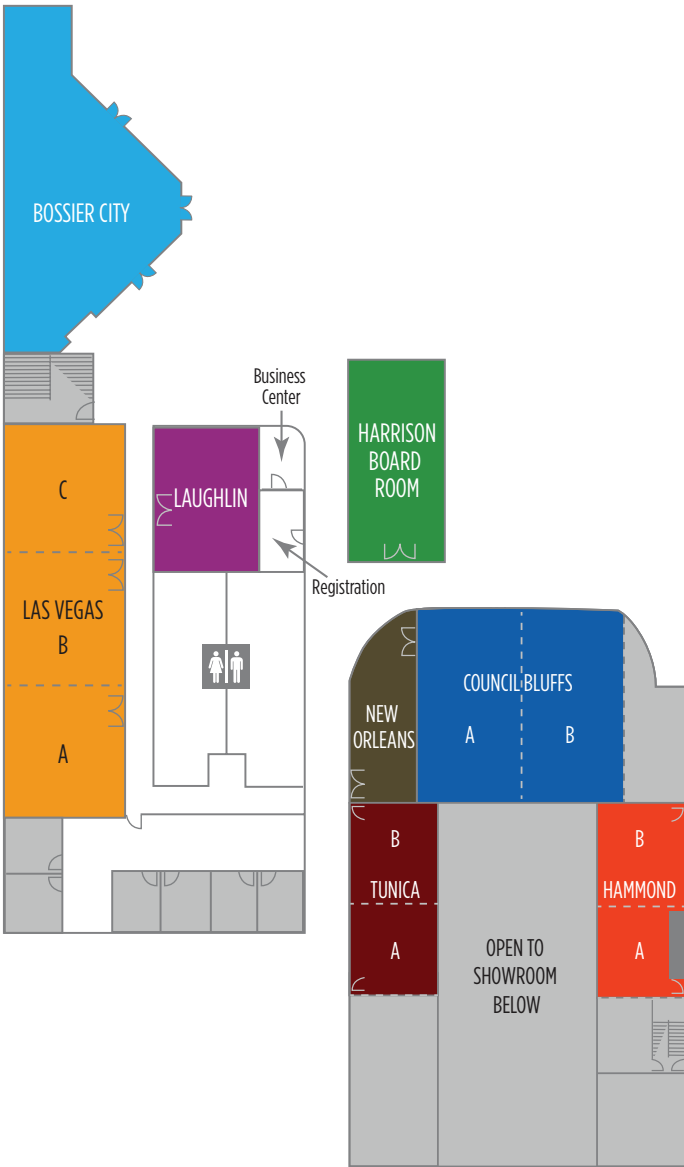 BOSSIER CITY
Business
Center
C
LAUGHLIN
HARRISON
BOARD
ROOM
Registration
LAS VEGAS
B
A
COUNCIL BLUFFS
NEW
ORLEANS
A
B
B
TUNICA
A
B
HAMMOND
A
OPEN TO
SHOWROOM
BELOW